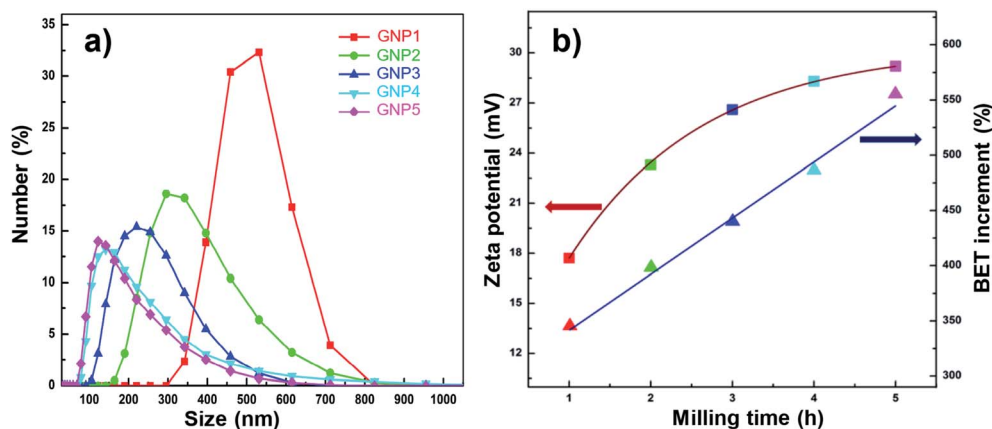 a)
GNP1
GNP2
GNP3
GNP4
GNP5
Number (%)
35
30
25
20
15
10
5
0
100 200 300 400 500 600 700 800 900 1000
Size (nm)
b)
Zeta potential (mV)
30
27
24
21
18
15
12
BET increment (%)
600
550
500
450
400
350
300
1 2 3 4 5
Milling time (h)